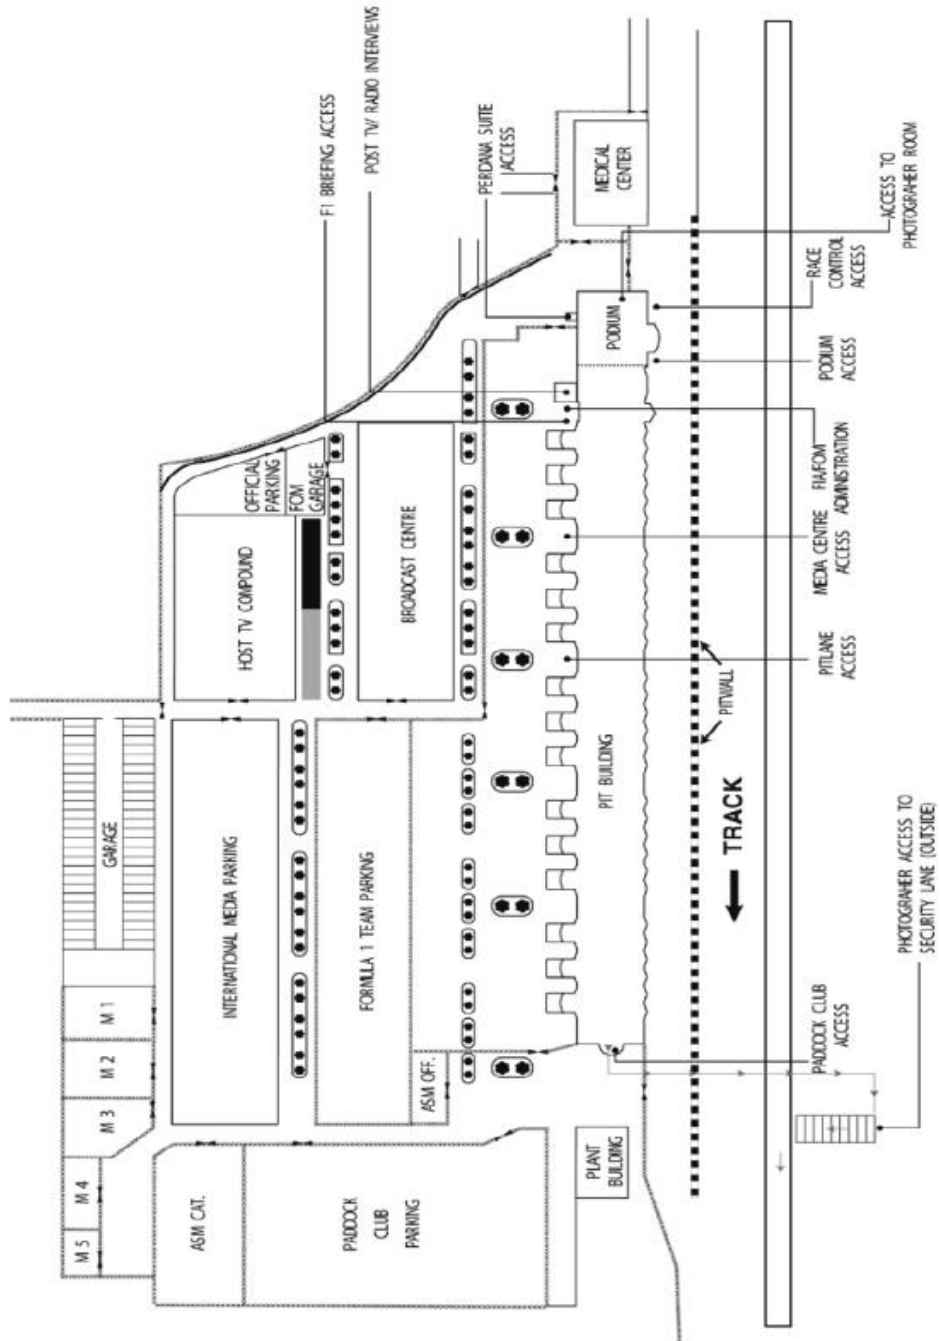 F1 BRIEFING ACCESS
POST TV/ RADIO INTERVIEWS
PERDANA SUITE
ACCESS
MEDICAL
CENTER
ACCESS TO
PHOTOGRAHER ROOM
RACE
CONTROL
ACCESS
PODIUM
PODIUM
ACCESS
OFFICIAL
PARKING
FOM
GARAGE
HOST TV COMPOUND
BROADCAST CENTRE
FIA/FOM
ADMINISTRATION
MEDIA CENTRE
ACCESS
PITLANE
ACCESS
PITWALL
GARAGE
INTERNATIONAL MEDIA PARKING
FORMULA 1 TEAM PARKING
PIT BUILDING
TRACK
PHOTOGRAHER ACCESS TO
SECURITY LANE (OUTSIDE)
PADDOCK CLUB
ACCESS
M 1
M 2
M 3
M 4
M 5
ASM OFF.
ASM CAT.
PADDOCK
CLUB
PARKING
PLANT
BUILDING